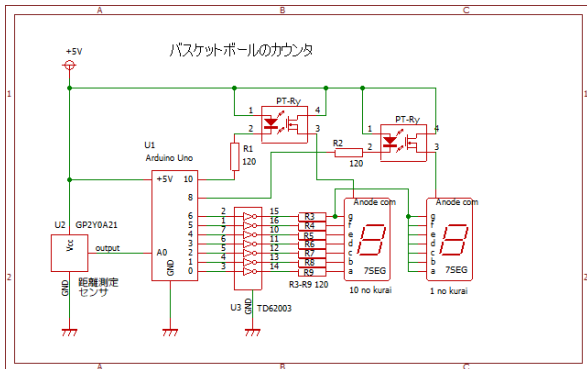 A B C
+5V
バスケットボールのカウンタ
1 1
PT-Ry
1 4
2 3
PT-Ry
1 4
2 3
R1
120
R2
120
U1
Arduino Uno
+5V 10
8
6 2 15 R3
5 1 16 R4
4 7 10 R5
3 6 11 R6
2 5 12 R7
1 4 13 R8
0 3 14 R9
A0
GND
U2 GP2Y0A21
Vcc
output
GND
距離測定
センサ
U3 TD62003
GND
R3-R9 120
Anode com
g
f
e
d
c
b
a
7SEG
10 no kurai
Anode com
g
f
e
d
c
b
a
7SEG
1 no kurai
2 2
A B C